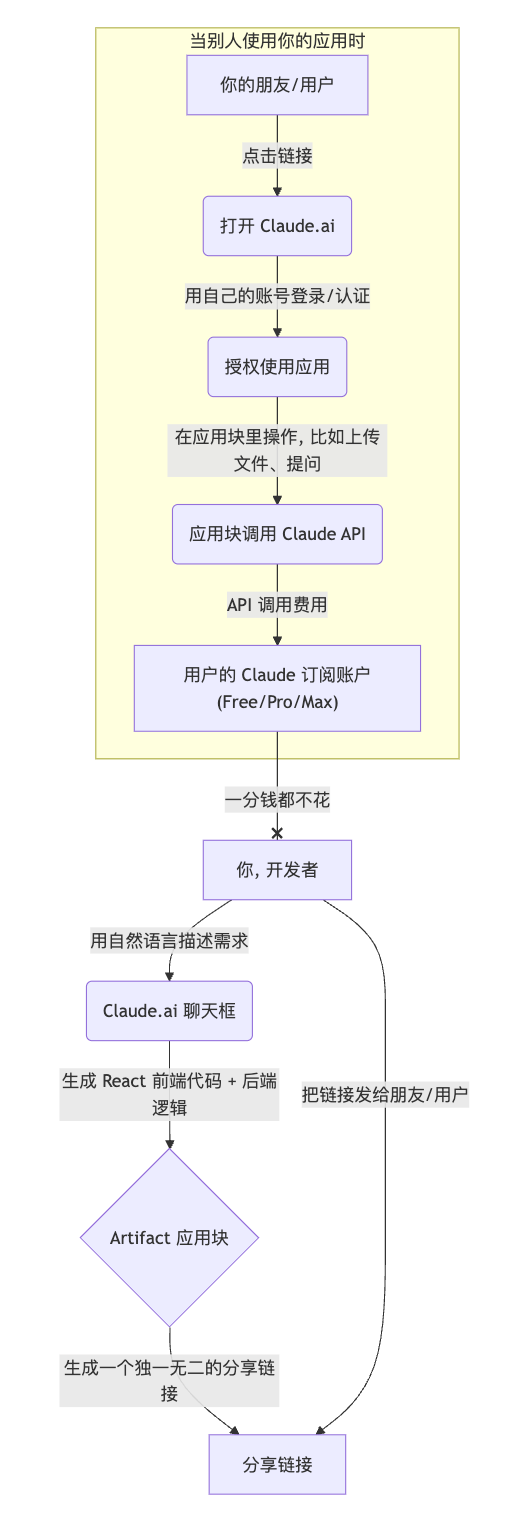 当别人使用你的应用时
你的朋友/用户
点击链接
打开 Claude.ai
用自己的账号登录/认证
授权使用应用
在应用块里操作, 比如上传
文件、提问
应用块调用 Claude API
API 调用费用
用户的 Claude 订阅账户
(Free/Pro/Max)
一分钱都不花
你, 开发者
用自然语言描述需求
Claude.ai 聊天框
生成 React 前端代码 + 后端
逻辑
把链接发给朋友/用户
Artifact 应用块
生成一个独一无二的分享链
接
分享链接